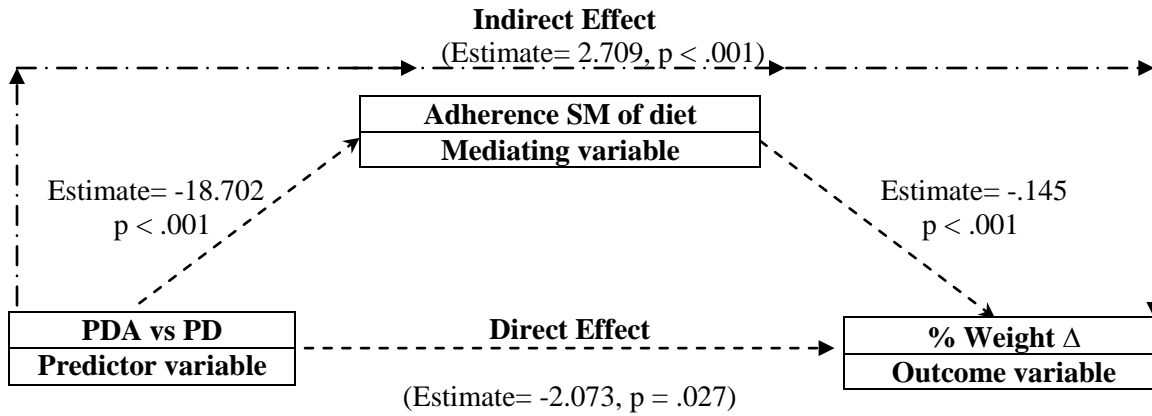 Indirect Effect
(Estimate= 2.709, p < .001)
Adherence SM of diet
Mediating variable
Estimate= -18.702
p < .001
Estimate= -.145
p < .001
PDA vs PD
Predictor variable
Direct Effect
(Estimate= -2.073, p = .027)
% Weight Δ
Outcome variable